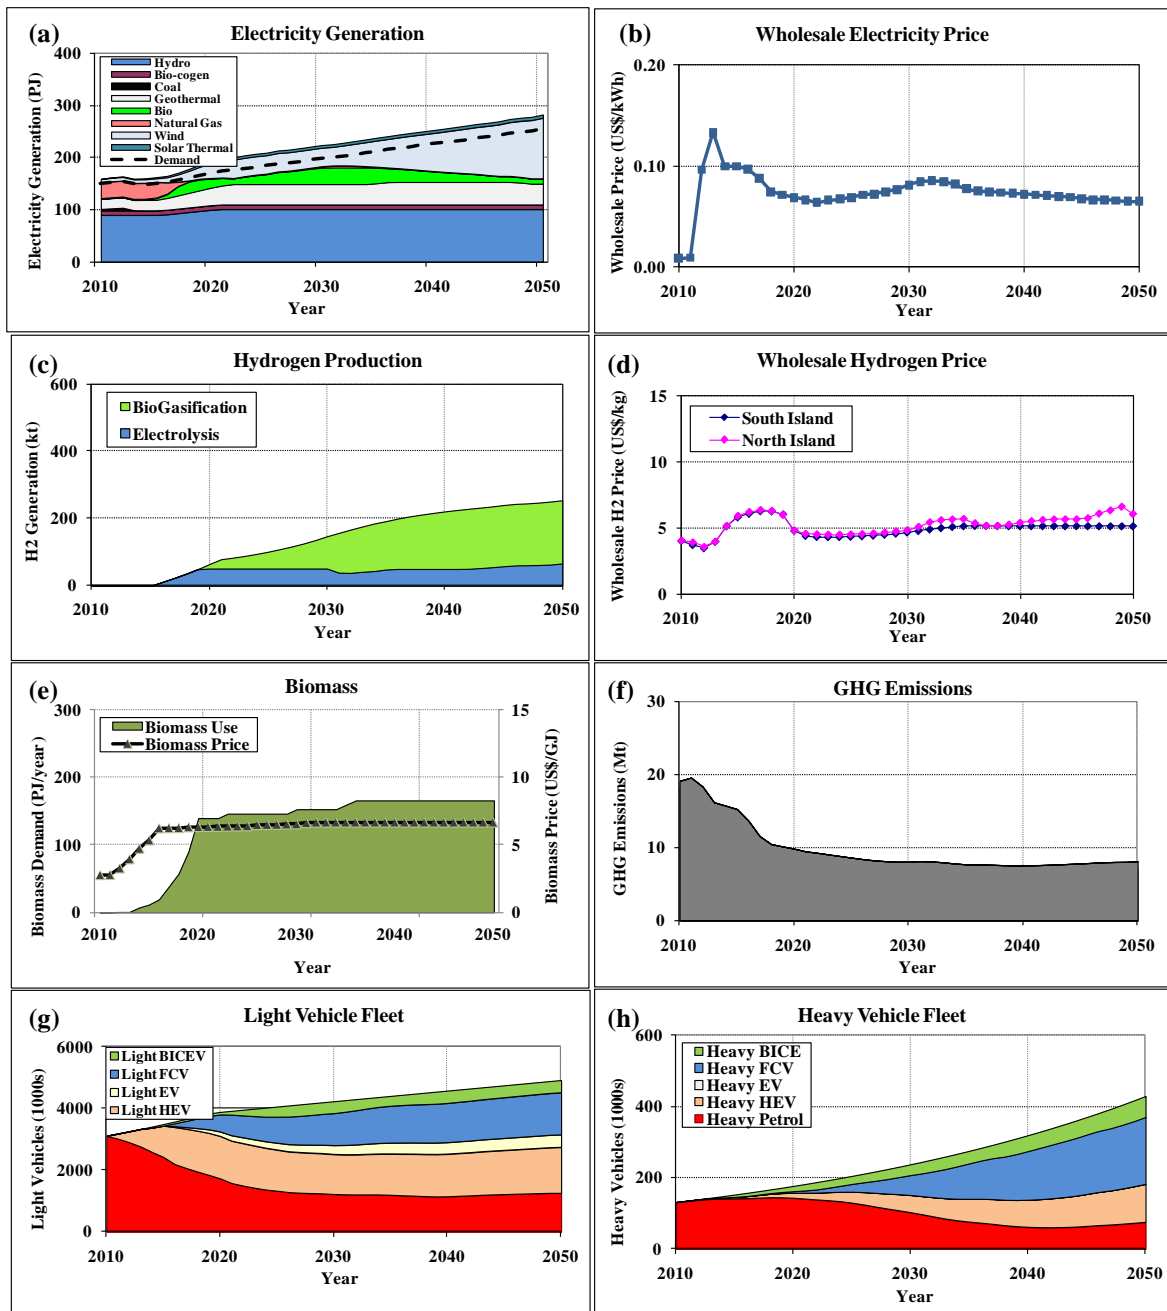 (a)
Electricity Generation
Electricity Generation (PJ)
400
300
200
100
0
Hydro
Bio-cogen
Coal
Geothermal
Bio
Natural Gas
Wind
Solar Thermal
Demand
2010 2020 2030 2040 2050
Year
(b)
Wholesale Electricity Price
Wholesale Price (US$/kWh)
0.20
0.10
0.00
2010 2020 2030 2040 2050
Year
(c)
Hydrogen Production
H2 Generation (kt)
600
400
200
0
BioGasification
Electrolysis
2010 2020 2030 2040 2050
Year
(d)
Wholesale Hydrogen Price
Wholesale H2 Price (US$/kg)
15
10
5
0
South Island
North Island
2010 2020 2030 2040 2050
Year
(e)
Biomass
Biomass Demand (PJ/year)
300
200
100
0
Biomass Use
Biomass Price
15
10
5
0
Biomass Price (US$/GJ)
2010 2020 2030 2040 2050
Year
(f)
GHG Emissions
GHG Emissions (Mt)
30
20
10
0
2010 2020 2030 2040 2050
Year
(g)
Light Vehicle Fleet
Light Vehicles (1000s)
6000
4000
2000
0
Light BICEV
Light FCV
Light EV
Light HEV
2010 2020 2030 2040 2050
Year
(h)
Heavy Vehicle Fleet
Heavy Vehicles (1000s)
600
400
200
0
Heavy BICE
Heavy FCV
Heavy EV
Heavy HEV
Heavy Petrol
2010 2020 2030 2040 2050
Year